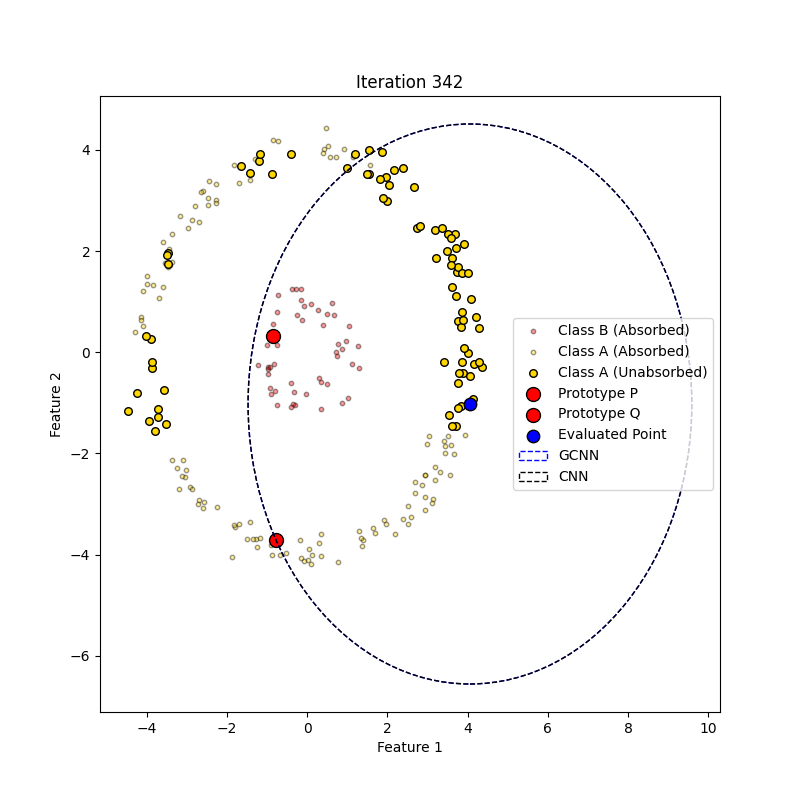 Iteration 342
Feature 2
4
2
0
−2
−4
−6
Class B (Absorbed)
Class A (Absorbed)
Class A (Unabsorbed)
Prototype P
Prototype Q
Evaluated Point
GCNN
CNN
−4 −2 0 2 4 6 8 10
Feature 1